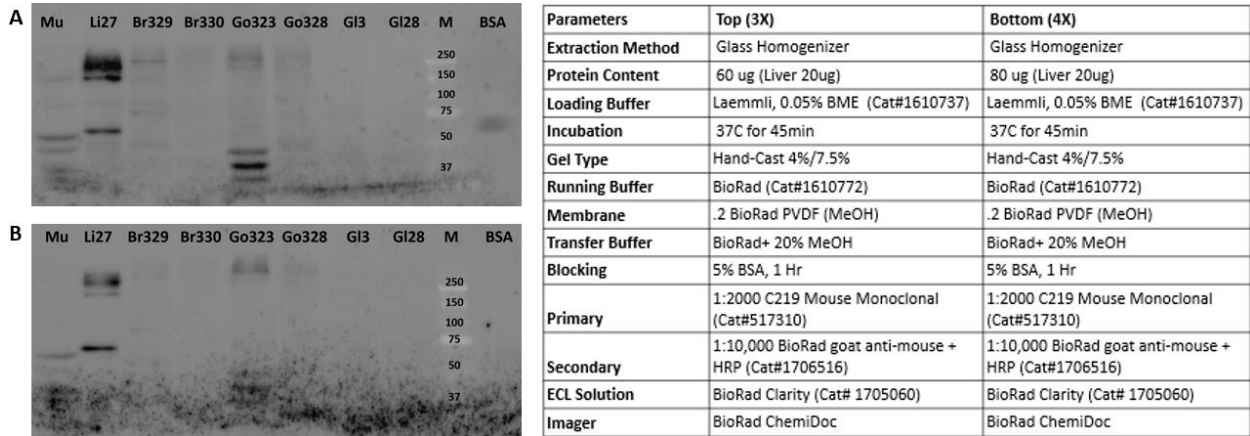 A
Mu Li27 Br329 Br330 Go323 Go328 Gl3 Gl28 M BSA
250
150
100
75
50
37
B
Mu Li27 Br329 Br330 Go323 Go328 Gl3 Gl28 M BSA
250
150
100
75
50
37
Parameters Top (3X) Bottom (4X)
Extraction Method Glass Homogenizer Glass Homogenizer
Protein Content 60 ug (Liver 20ug) 80 ug (Liver 20ug)
Loading Buffer Laemmli, 0.05% BME (Cat#1610737) Laemmli, 0.05% BME (Cat#1610737)
Incubation 37C for 45min 37C for 45min
Gel Type Hand-Cast 4%/7.5% Hand-Cast 4%/7.5%
Running Buffer BioRad (Cat#1610772) BioRad (Cat#1610772)
Membrane .2 BioRad PVDF (MeOH) .2 BioRad PVDF (MeOH)
Transfer Buffer BioRad+ 20% MeOH BioRad+ 20% MeOH
Blocking 5% BSA, 1 Hr 5% BSA, 1 Hr
1:2000 C219 Mouse Monoclonal 1:2000 C219 Mouse Monoclonal
Primary (Cat#517310) (Cat#517310)
1:10,000 BioRad goat anti-mouse + 1:10,000 BioRad goat anti-mouse +
Secondary HRP (Cat#1706516) HRP (Cat#1706516)
ECL Solution BioRad Clarity (Cat# 1705060) BioRad Clarity (Cat# 1705060)
Imager BioRad ChemiDoc BioRad ChemiDoc